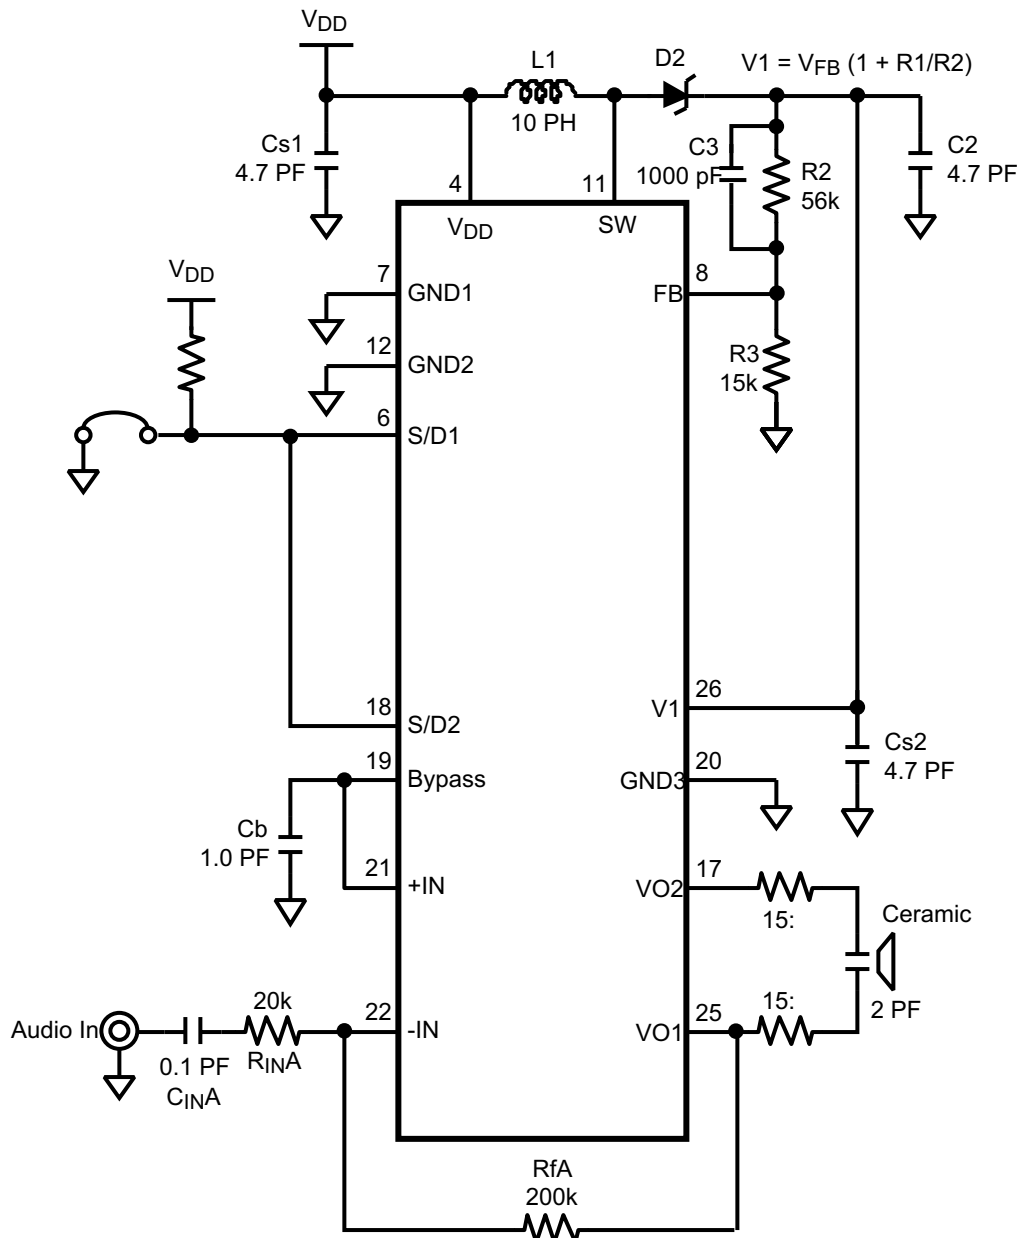 VDD
L1
10 PH
D2
V1 = VFB (1 + R1/R2)
Cs1
4.7 PF
4
11
C3
1000 pF
R2
56k
C2
4.7 PF
VDD
SW
VDD
7
GND1
8
FB
12
GND2
R3
15k
6
S/D1
18
S/D2
26
V1
Cs2
4.7 PF
19
Bypass
20
GND3
Cb
1.0 PF
21
+IN
17
VO2
15:
Ceramic
2 PF
Audio In
0.1 PF
CINA
20k
RINA
22
-IN
25
VO1
15:
RfA
200k